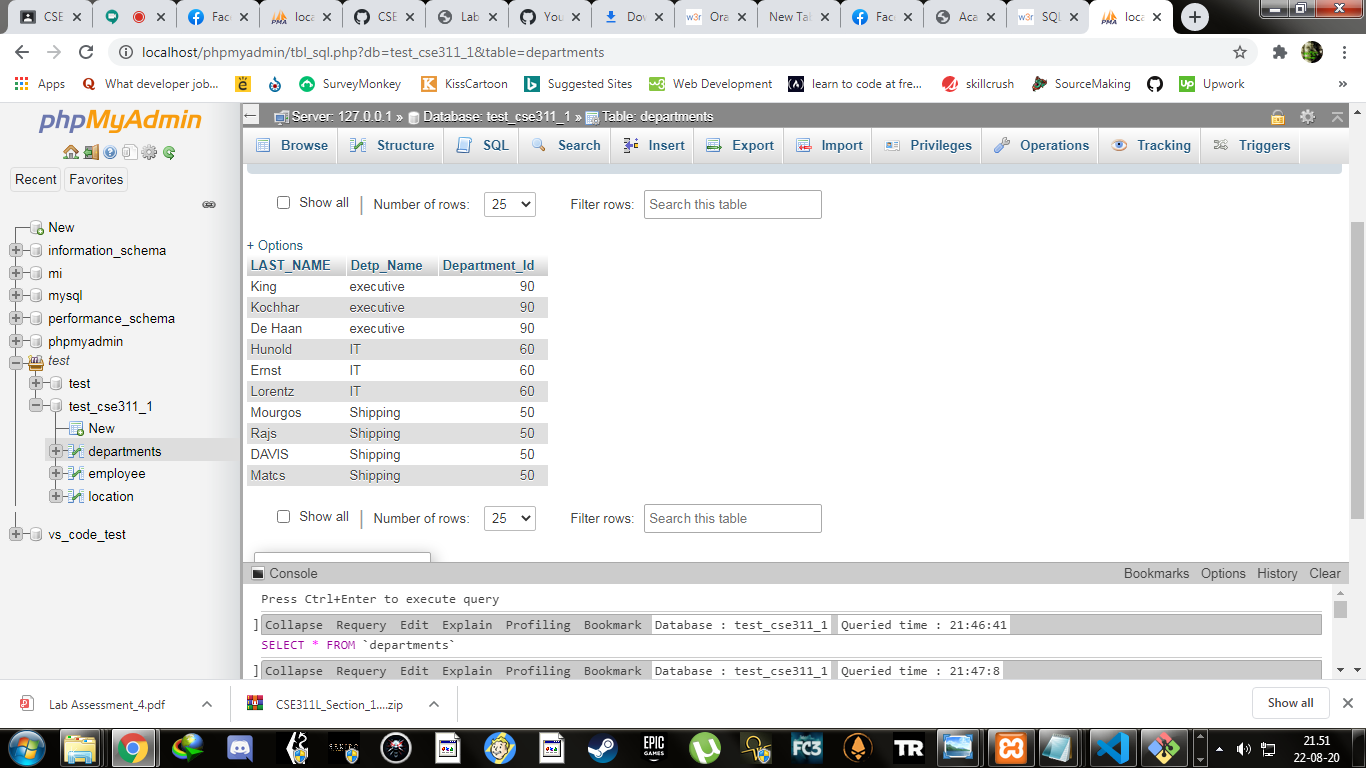 CSE
Face
loca
CSE
Lab
You
Dov
Ora
New Tab
Face
Aca
SQL
loca
localhost/phpmyadmin/tbl_sql.php?db=test_cse311_1&table=departments
Apps What developer job... SurveyMonkey KissCartoon Suggested Sites Web Development learn to code at fre... skillcrush SourceMaking Upwork »
phpMyAdmin
Recent Favorites
New
information_schema
mi
mysql
performance_schema
phpmyadmin
test
test
test_cse311_1
New
departments
employee
location
vs_code_test
Server: 127.0.0.1 » Database: test_cse311_1 » Table: departments
Browse Structure SQL Search Insert Export Import Privileges Operations Tracking Triggers
Show all | Number of rows: 25 Filter rows: Search this table
+ Options
LAST_NAME Detp_Name Department_Id
King executive 90
Kochhar executive 90
De Haan executive 90
Hunold IT 60
Ernst IT 60
Lorentz IT 60
Mourgos Shipping 50
Rajs Shipping 50
DAVIS Shipping 50
Matcs Shipping 50
Show all | Number of rows: 25 Filter rows: Search this table
Console Bookmarks Options History Clear
Press Ctrl+Enter to execute query
] Collapse Requery Edit Explain Profiling Bookmark Database : test_cse311_1 Queried time : 21:46:41
SELECT * FROM `departments`
] Collapse Requery Edit Explain Profiling Bookmark Database : test_cse311_1 Queried time : 21:47:8
Lab Assessment_4.pdf CSE311L_Section_1....zip Show all
EPIC GAMES FC3 TR 21.51
22-08-20